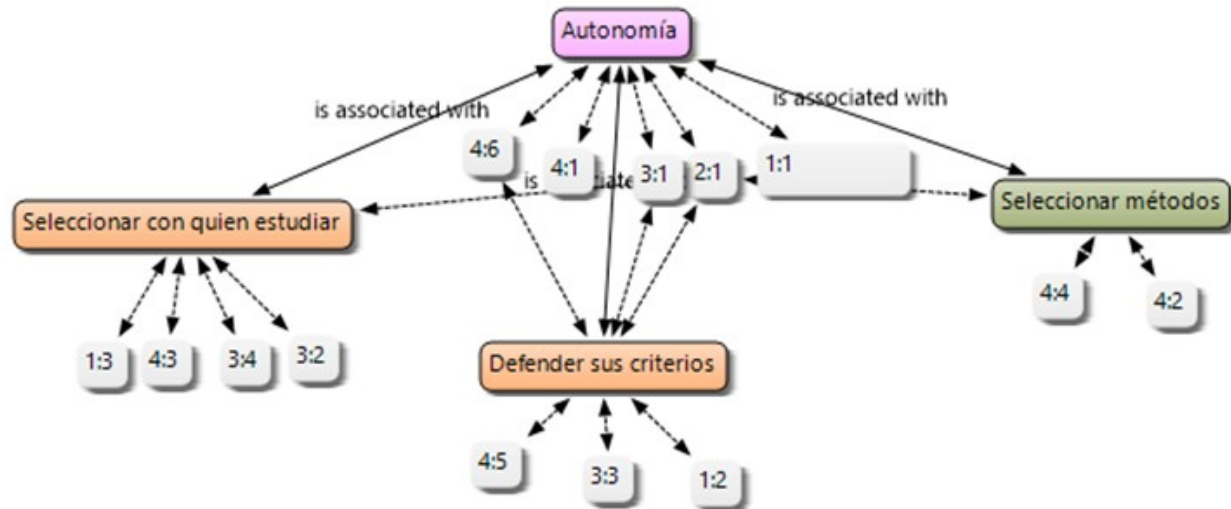 Autonomía
is associated with
is associated with
4:6
4:1
3:1
2:1
1:1
is
Seleccionar con quien estudiar
Seleccionar métodos
4:4
4:2
1:3
4:3
3:4
3:2
Defender sus criterios
4:5
3:3
1:2